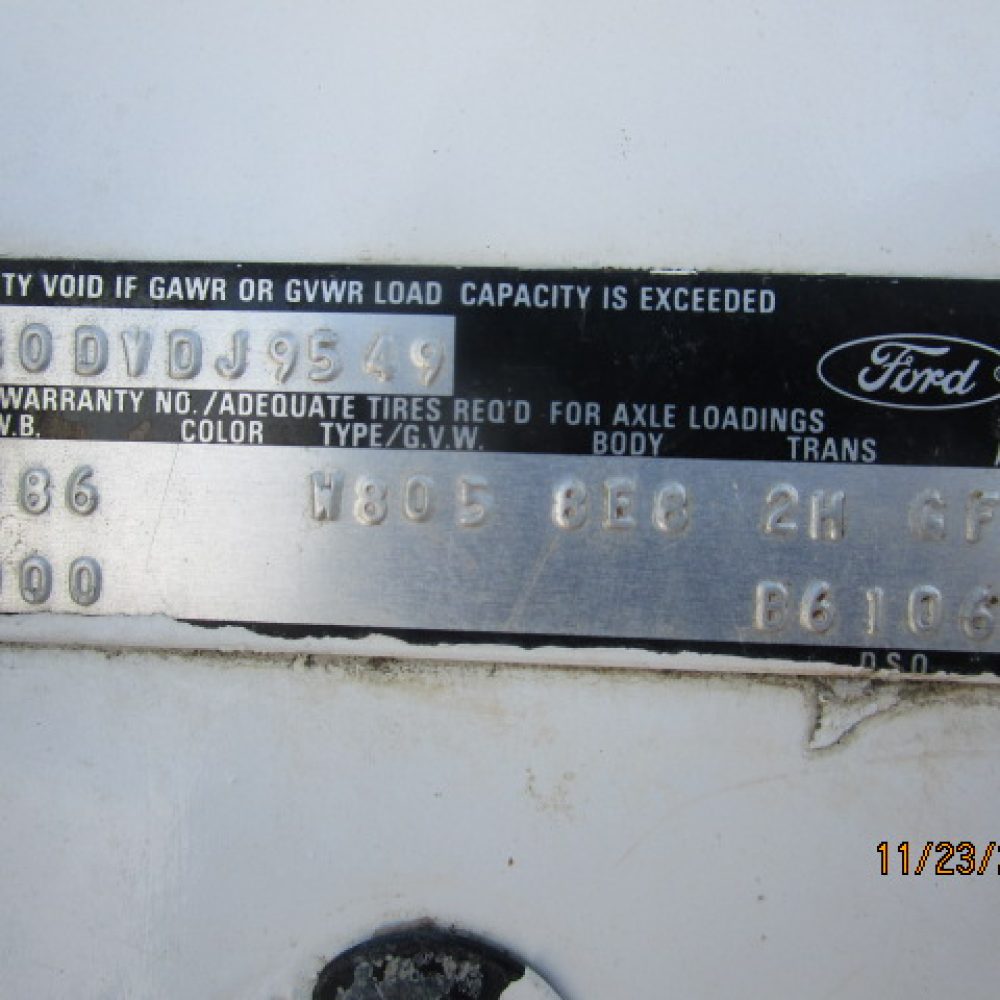 TY VOID IF GAWR OR GVWR LOAD CAPACITY IS EXCEEDED
0DVDJ9549
Ford
WARRANTY NO./ADEQUATE TIRES REQ'D FOR AXLE LOADINGS
W.B. COLOR TYPE/G.V.W. BODY TRANS
86 W805 8E8 2H GF
00 B6106
DSO
11/23/